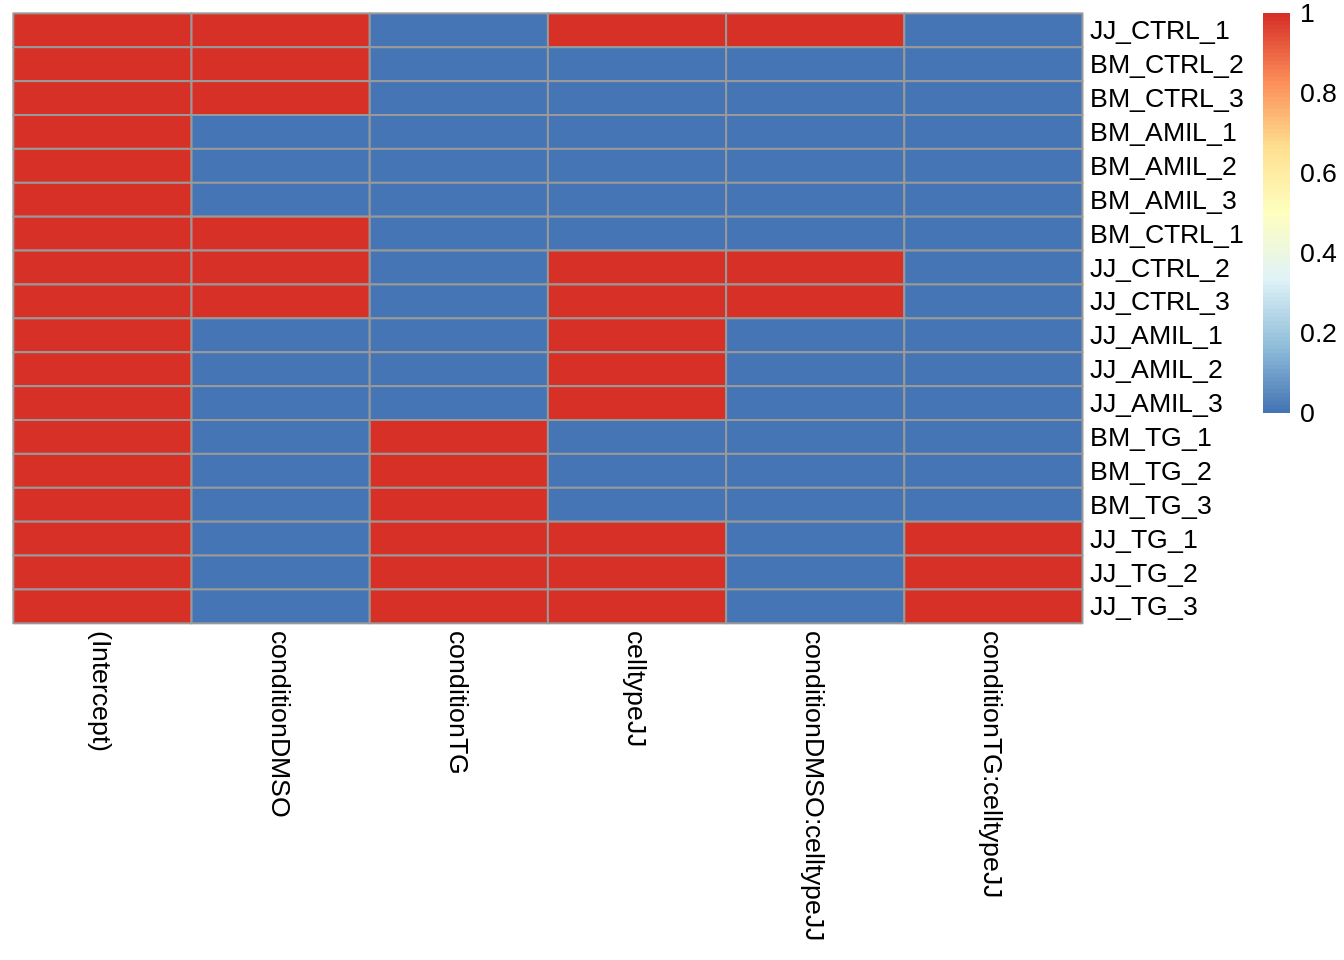 JJ_CTRL_1
BM_CTRL_2
BM_CTRL_3
BM_AMIL_1
BM_AMIL_2
BM_AMIL_3
BM_CTRL_1
JJ_CTRL_2
JJ_CTRL_3
JJ_AMIL_1
JJ_AMIL_2
JJ_AMIL_3
BM_TG_1
BM_TG_2
BM_TG_3
JJ_TG_1
JJ_TG_2
JJ_TG_3
1
0.8
0.6
0.4
0.2
0
(Intercept)
conditionDMSO
conditionTG
celltypeJJ
conditionDMSO:celltypeJJ
conditionTG:celltypeJJ